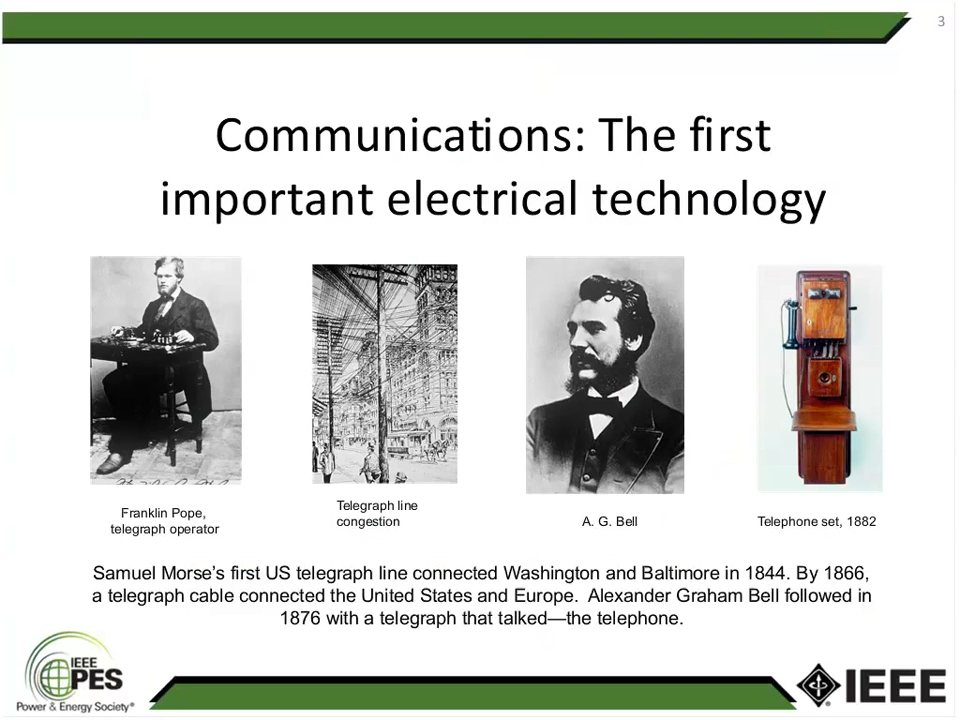 3
Communications: The first
important electrical technology
Franklin Pope,
telegraph operator
Telegraph line
congestion
A. G. Bell
Telephone set, 1882
Samuel Morse’s first US telegraph line connected Washington and Baltimore in 1844. By 1866,
a telegraph cable connected the United States and Europe.  Alexander Graham Bell followed in
1876 with a telegraph that talked—the telephone.
IEEE
PES
Power & Energy Society®
IEEE